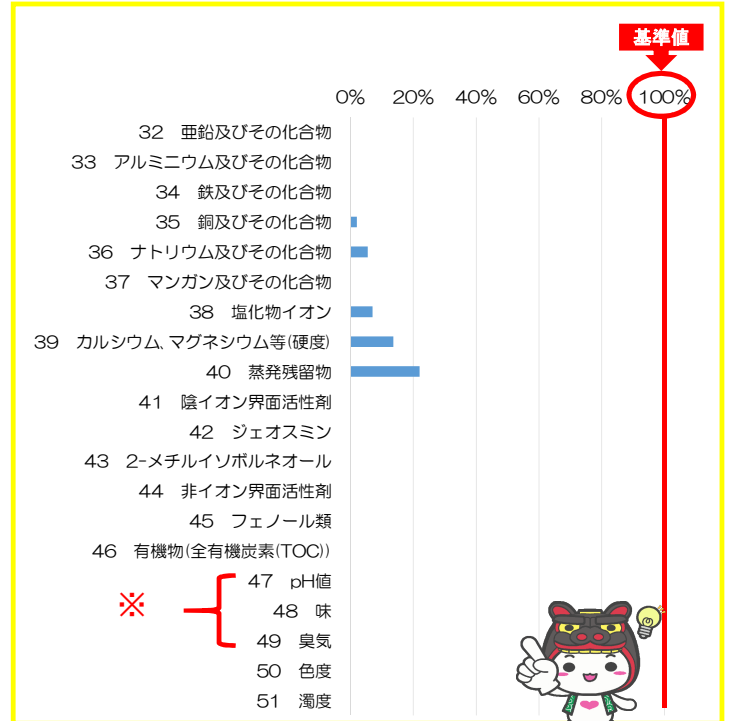 基準値
0% 20% 40% 60% 80% 100%
32 亜鉛及びその化合物
33 アルミニウム及びその化合物
34 鉄及びその化合物
35 銅及びその化合物
36 ナトリウム及びその化合物
37 マンガン及びその化合物
38 塩化物イオン
39 カルシウム、マグネシウム等(硬度)
40 蒸発残留物
41 陰イオン界面活性剤
42 ジェオスミン
43 2-メチルイソボルネオール
44 非イオン界面活性剤
45 フェノール類
46 有機物(全有機炭素(TOC))
47 pH値
※ 48 味
49 臭気
50 色度
51 濁度